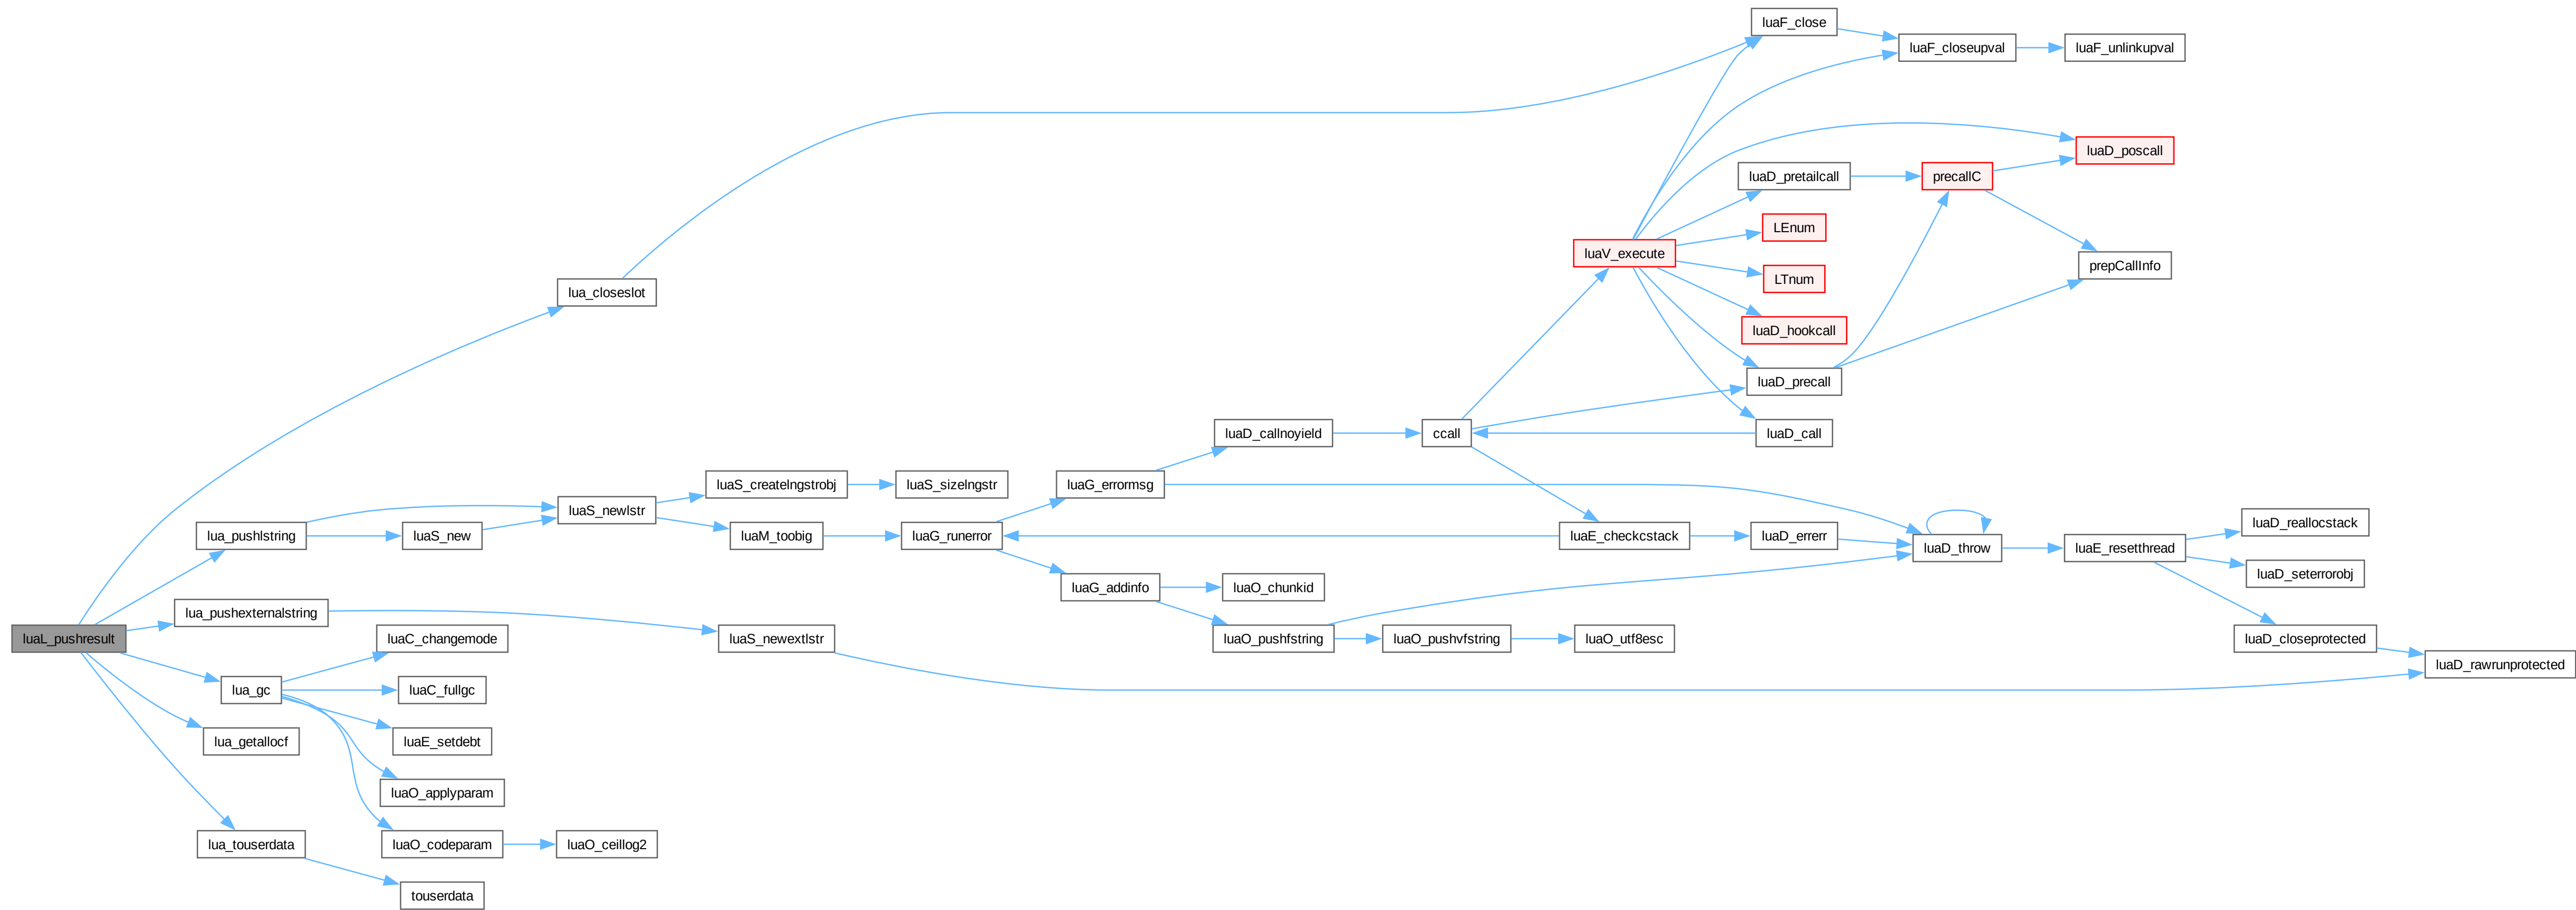 luaF_close
luaF_closeupval
luaF_unlinkupval
luaD_poscall
luaD_pretailcall
precallC
LEnum
luaV_execute
prepCallInfo
LTnum
lua_closeslot
luaD_hookcall
luaD_precall
luaD_callnoyield
ccall
luaD_call
luaS_createlngstrobj
luaS_sizelngstr
luaG_errormsg
luaS_newlstr
luaD_reallocstack
lua_pushlstring
luaS_new
luaM_toobig
luaG_runerror
luaE_checkcstack
luaD_errerr
luaD_throw
luaE_resetthread
luaD_seterrorobj
luaG_addinfo
luaO_chunkid
lua_pushexternalstring
luaL_pushresult
luaC_changemode
luaS_newextlstr
luaO_pushfstring
luaO_pushvfstring
luaO_utf8esc
luaD_closeprotected
luaD_rawrunprotected
lua_gc
luaC_fullgc
lua_getallocf
luaE_setdebt
luaO_applyparam
lua_touserdata
luaO_codeparam
luaO_ceillog2
touserdata